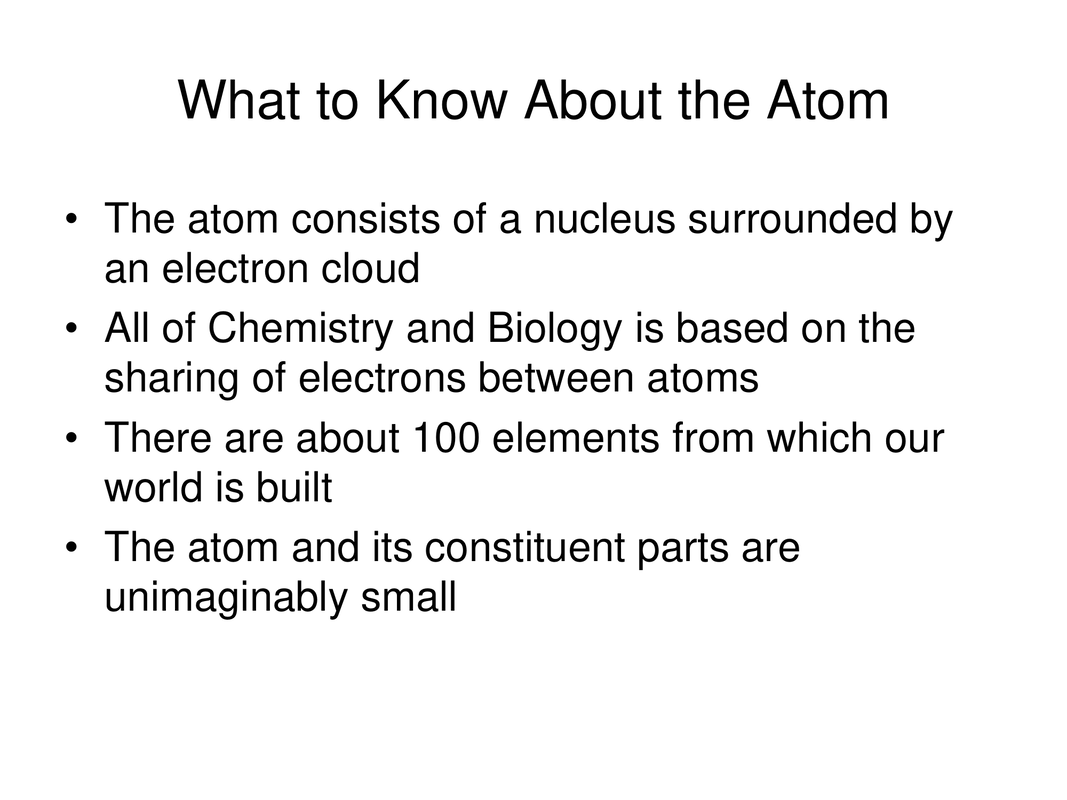 What to Know About the Atom
• The atom consists of a nucleus surrounded by
an electron cloud
• All of Chemistry and Biology is based on the
sharing of electrons between atoms
• There are about 100 elements from which our
world is built
• The atom and its constituent parts are
unimaginably small